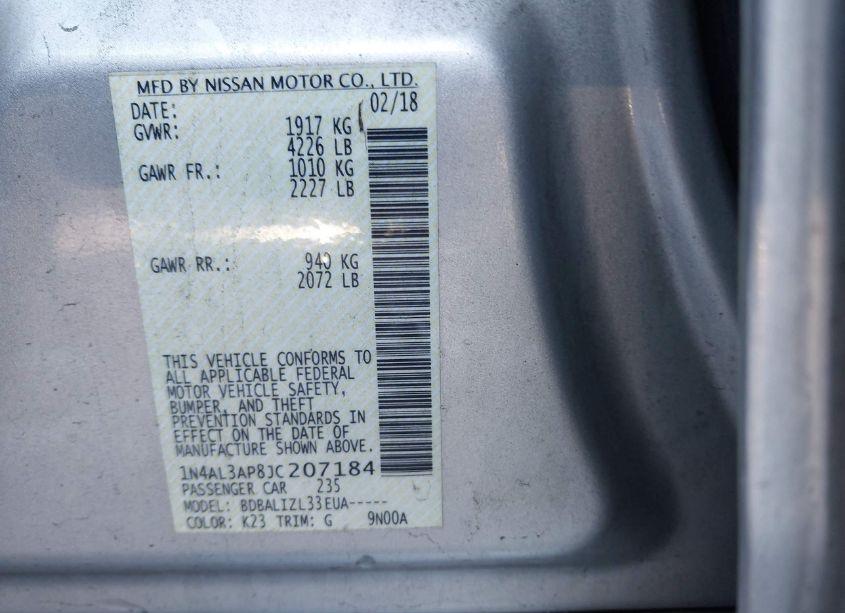 MFD BY NISSAN MOTOR CO., LTD.
DATE: 02/18
GVWR: 1917 KG
4226 LB
GAWR FR.: 1010 KG
2227 LB
GAWR RR.: 940 KG
2072 LB
THIS VEHICLE CONFORMS TO
ALL APPLICABLE FEDERAL
MOTOR VEHICLE SAFETY,
BUMPER, AND THEFT
PREVENTION STANDARDS IN
EFFECT ON THE DATE OF
MANUFACTURE SHOWN ABOVE.
1N4AL3AP8JC207184
PASSENGER CAR 235
MODEL: BDBALIZL33EUA-----
COLOR: K23 TRIM: G 9N00A